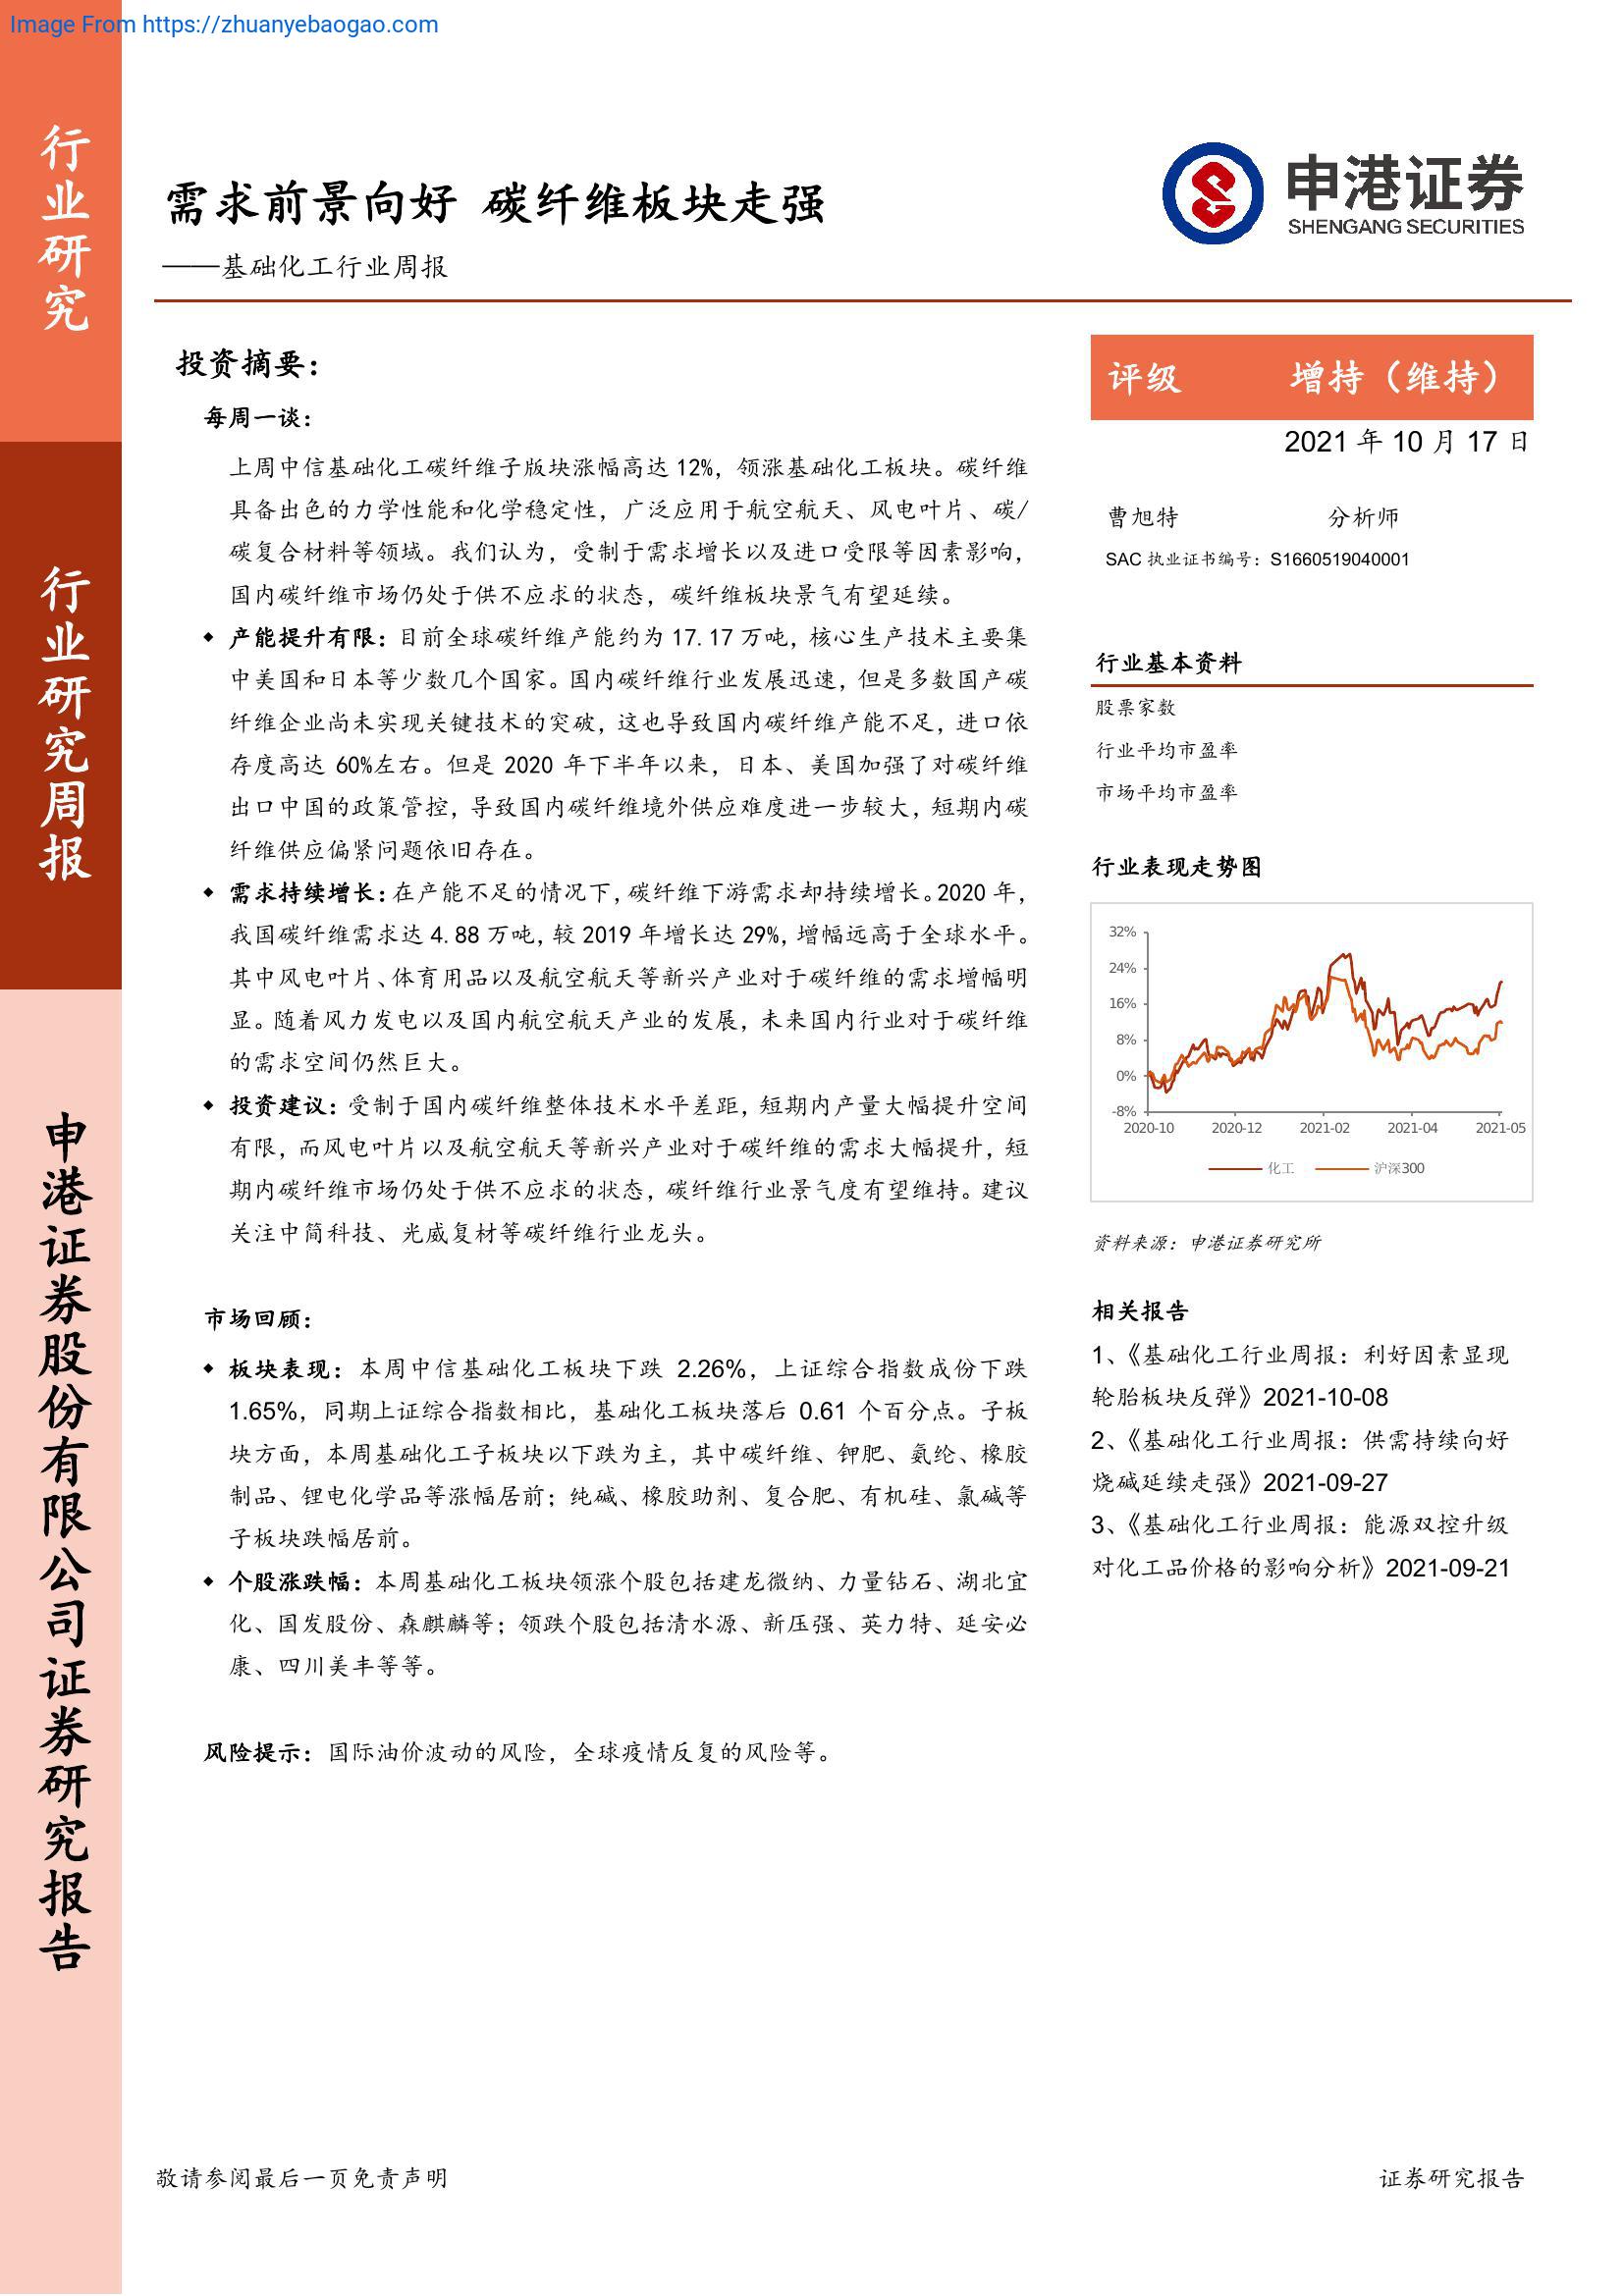 Image From https://zhuanyebaogao.com
行业研究
行业研究周报
申港证券股份有限公司证券研究报告
需求前景向好 碳纤维板块走强
——基础化工行业周报
申港证券
SHENGANG SECURITIES
投资摘要：
每周一谈：
上周中信基础化工碳纤维子版块涨幅高达 12%，领涨基础化工板块。碳纤维
具备出色的力学性能和化学稳定性，广泛应用于航空航天、风电叶片、碳/
碳复合材料等领域。我们认为，受制于需求增长以及进口受限等因素影响，
国内碳纤维市场仍处于供不应求的状态，碳纤维板块景气有望延续。
◆ 产能提升有限：目前全球碳纤维产能约为 17.17 万吨，核心生产技术主要集
中美国和日本等少数几个国家。国内碳纤维行业发展迅速，但是多数国产碳
纤维企业尚未实现关键技术的突破，这也导致国内碳纤维产能不足，进口依
存度高达 60%左右。但是 2020 年下半年以来，日本、美国加强了对碳纤维
出口中国的政策管控，导致国内碳纤维境外供应难度进一步较大，短期内碳
纤维供应偏紧问题依旧存在。
◆ 需求持续增长：在产能不足的情况下，碳纤维下游需求却持续增长。2020 年，
我国碳纤维需求达 4.88 万吨，较 2019 年增长达 29%，增幅远高于全球水平。
其中风电叶片、体育用品以及航空航天等新兴产业对于碳纤维的需求增幅明
显。随着风力发电以及国内航空航天产业的发展，未来国内行业对于碳纤维
的需求空间仍然巨大。
◆ 投资建议：受制于国内碳纤维整体技术水平差距，短期内产量大幅提升空间
有限，而风电叶片以及航空航天等新兴产业对于碳纤维的需求大幅提升，短
期内碳纤维市场仍处于供不应求的状态，碳纤维行业景气度有望维持。建议
关注中简科技、光威复材等碳纤维行业龙头。
市场回顾：
◆ 板块表现：本周中信基础化工板块下跌 2.26%，上证综合指数成份下跌
1.65%，同期上证综合指数相比，基础化工板块落后 0.61 个百分点。子板
块方面，本周基础化工子板块以下跌为主，其中碳纤维、钾肥、氨纶、橡胶
制品、锂电化学品等涨幅居前；纯碱、橡胶助剂、复合肥、有机硅、氯碱等
子板块跌幅居前。
◆ 个股涨跌幅：本周基础化工板块领涨个股包括建龙微纳、力量钻石、湖北宜
化、国发股份、森麒麟等；领跌个股包括清水源、新压强、英力特、延安必
康、四川美丰等等。
风险提示：国际油价波动的风险，全球疫情反复的风险等。
评级 增持（维持）
2021 年 10 月 17 日
曹旭特 分析师
SAC 执业证书编号：S1660519040001
行业基本资料
股票家数
行业平均市盈率
市场平均市盈率
行业表现走势图
32%
24%
16%
8%
0%
-8%
2020-10 2020-12 2021-02 2021-04 2021-05
化工 沪深300
资料来源：申港证券研究所
相关报告
1、《基础化工行业周报：利好因素显现
轮胎板块反弹》2021-10-08
2、《基础化工行业周报：供需持续向好
烧碱延续走强》2021-09-27
3、《基础化工行业周报：能源双控升级
对化工品价格的影响分析》2021-09-21
敬请参阅最后一页免责声明 证券研究报告